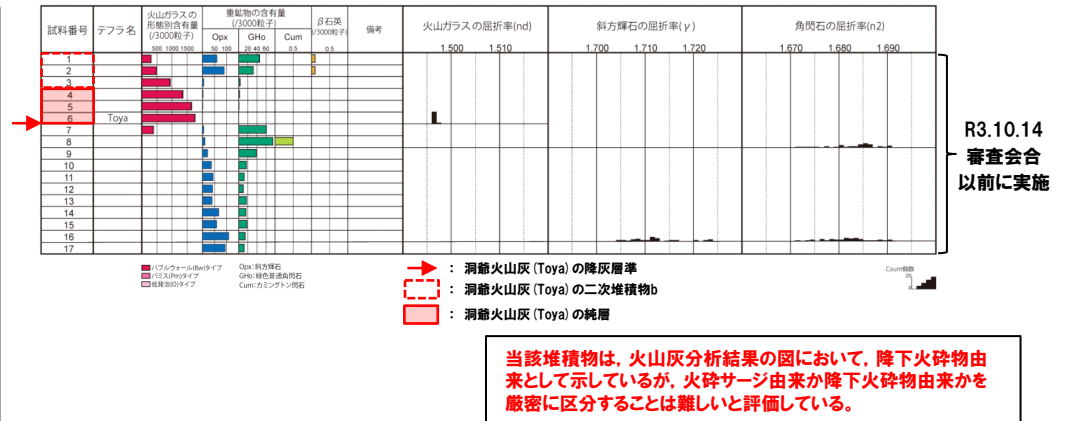 試料番号
テフラ名
火山ガラスの
形態別含有量
(/3000粒子)
500 1000 1500
重鉱物の含有量
(/3000粒子)
Opx GHo Cum
50 100 20 40 60 0.5
β石英
(/3000粒子)
0.5
備考
火山ガラスの屈折率(nd)
1.500 1.510
斜方輝石の屈折率(γ)
1.700 1.710 1.720
角閃石の屈折率(n2)
1.670 1.680 1.690
1
2
3
4
5
6 Toya
7
8
9
10
11
12
13
14
15
16
17
R3.10.14
審査会合
以前に実施
バブルウォール(Bw)タイプ
パミス(Pm)タイプ
低発泡(O)タイプ
Opx:斜方輝石
GHo:緑色普通角閃石
Cum:カミングトン閃石
: 洞爺火山灰(Toya)の降灰層準
: 洞爺火山灰(Toya)の二次堆積物b
: 洞爺火山灰(Toya)の純層
Count個数
20
0
当該堆積物は,火山灰分析結果の図において,降下火砕物由
来として示しているが,火砕サージ由来か降下火砕物由来かを
厳密に区分することは難しいと評価している。